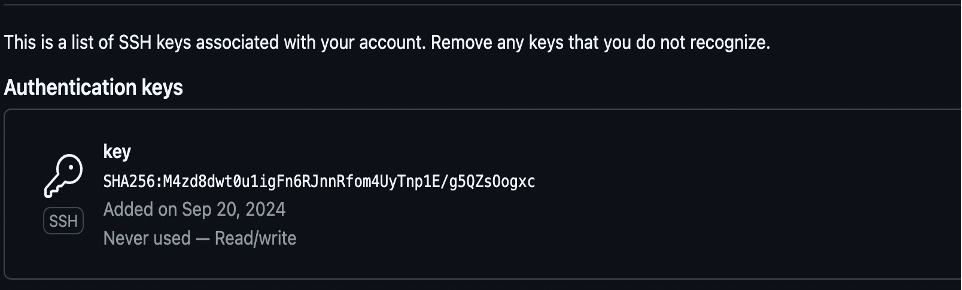 This is a list of SSH keys associated with your account. Remove any keys that you do not recognize.
Authentication keys
key
SHA256:M4zd8dwt0u1igFn6RJnnRfom4UyTnp1E/g5QZsOogxc
Added on Sep 20, 2024
SSH
Never used — Read/write